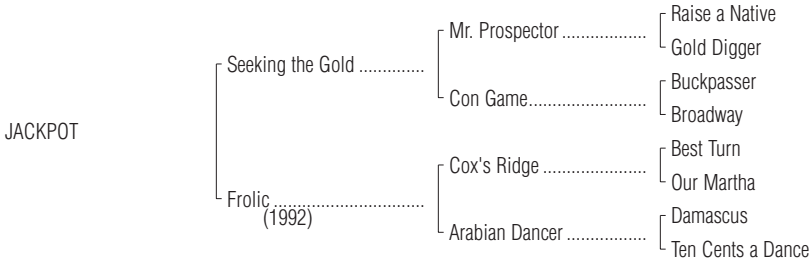 Raise a Native
Mr. Prospector ..................
Gold Digger
Seeking the Gold ..............
Buckpasser
Con Game.........................
Broadway
JACKPOT
Best Turn
Cox's Ridge ......................
Our Martha
Frolic ................................
(1992)
Damascus
Arabian Dancer .................
Ten Cents a Dance